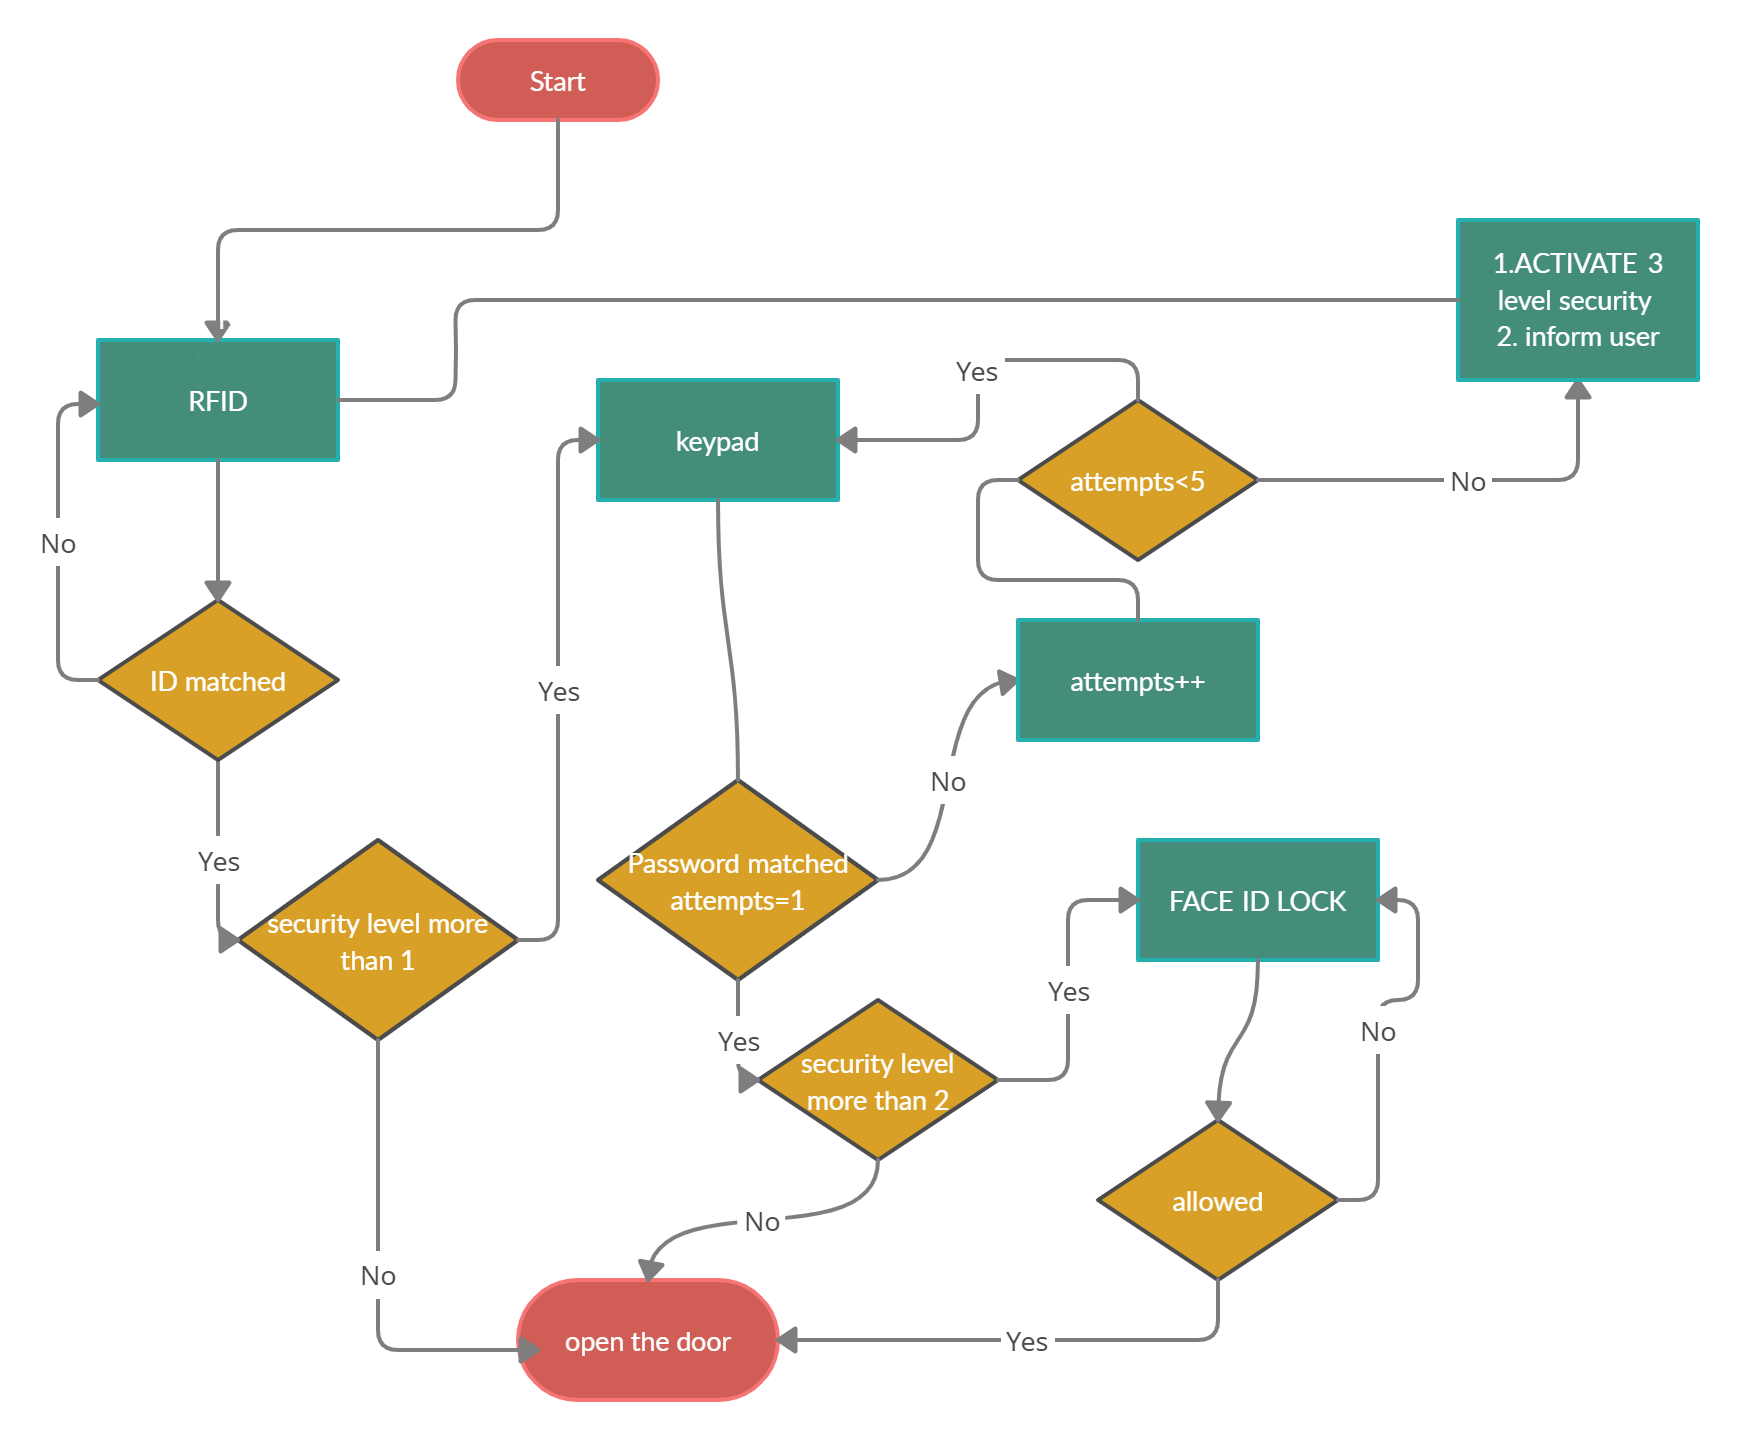 Start
1.ACTIVATE 3
level security
2. inform user
RFID
Yes
keypad
attempts<5
No
No
ID matched
Yes
attempts++
No
Yes
Password matched
attempts=1
security level more
than 1
FACE ID LOCK
Yes
Yes
No
security level
more than 2
allowed
No
No
open the door
Yes